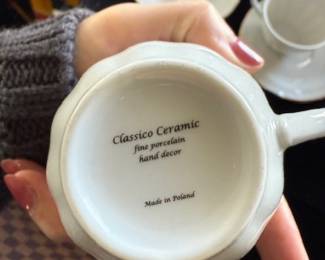 Classico Ceramic
fine porcelain
hand decor
Made in Poland